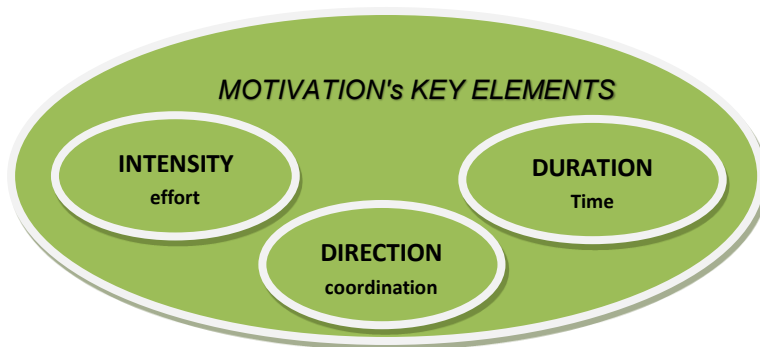 MOTIVATION's KEY ELEMENTS
INTENSITY
effort
DURATION
Time
DIRECTION
coordination